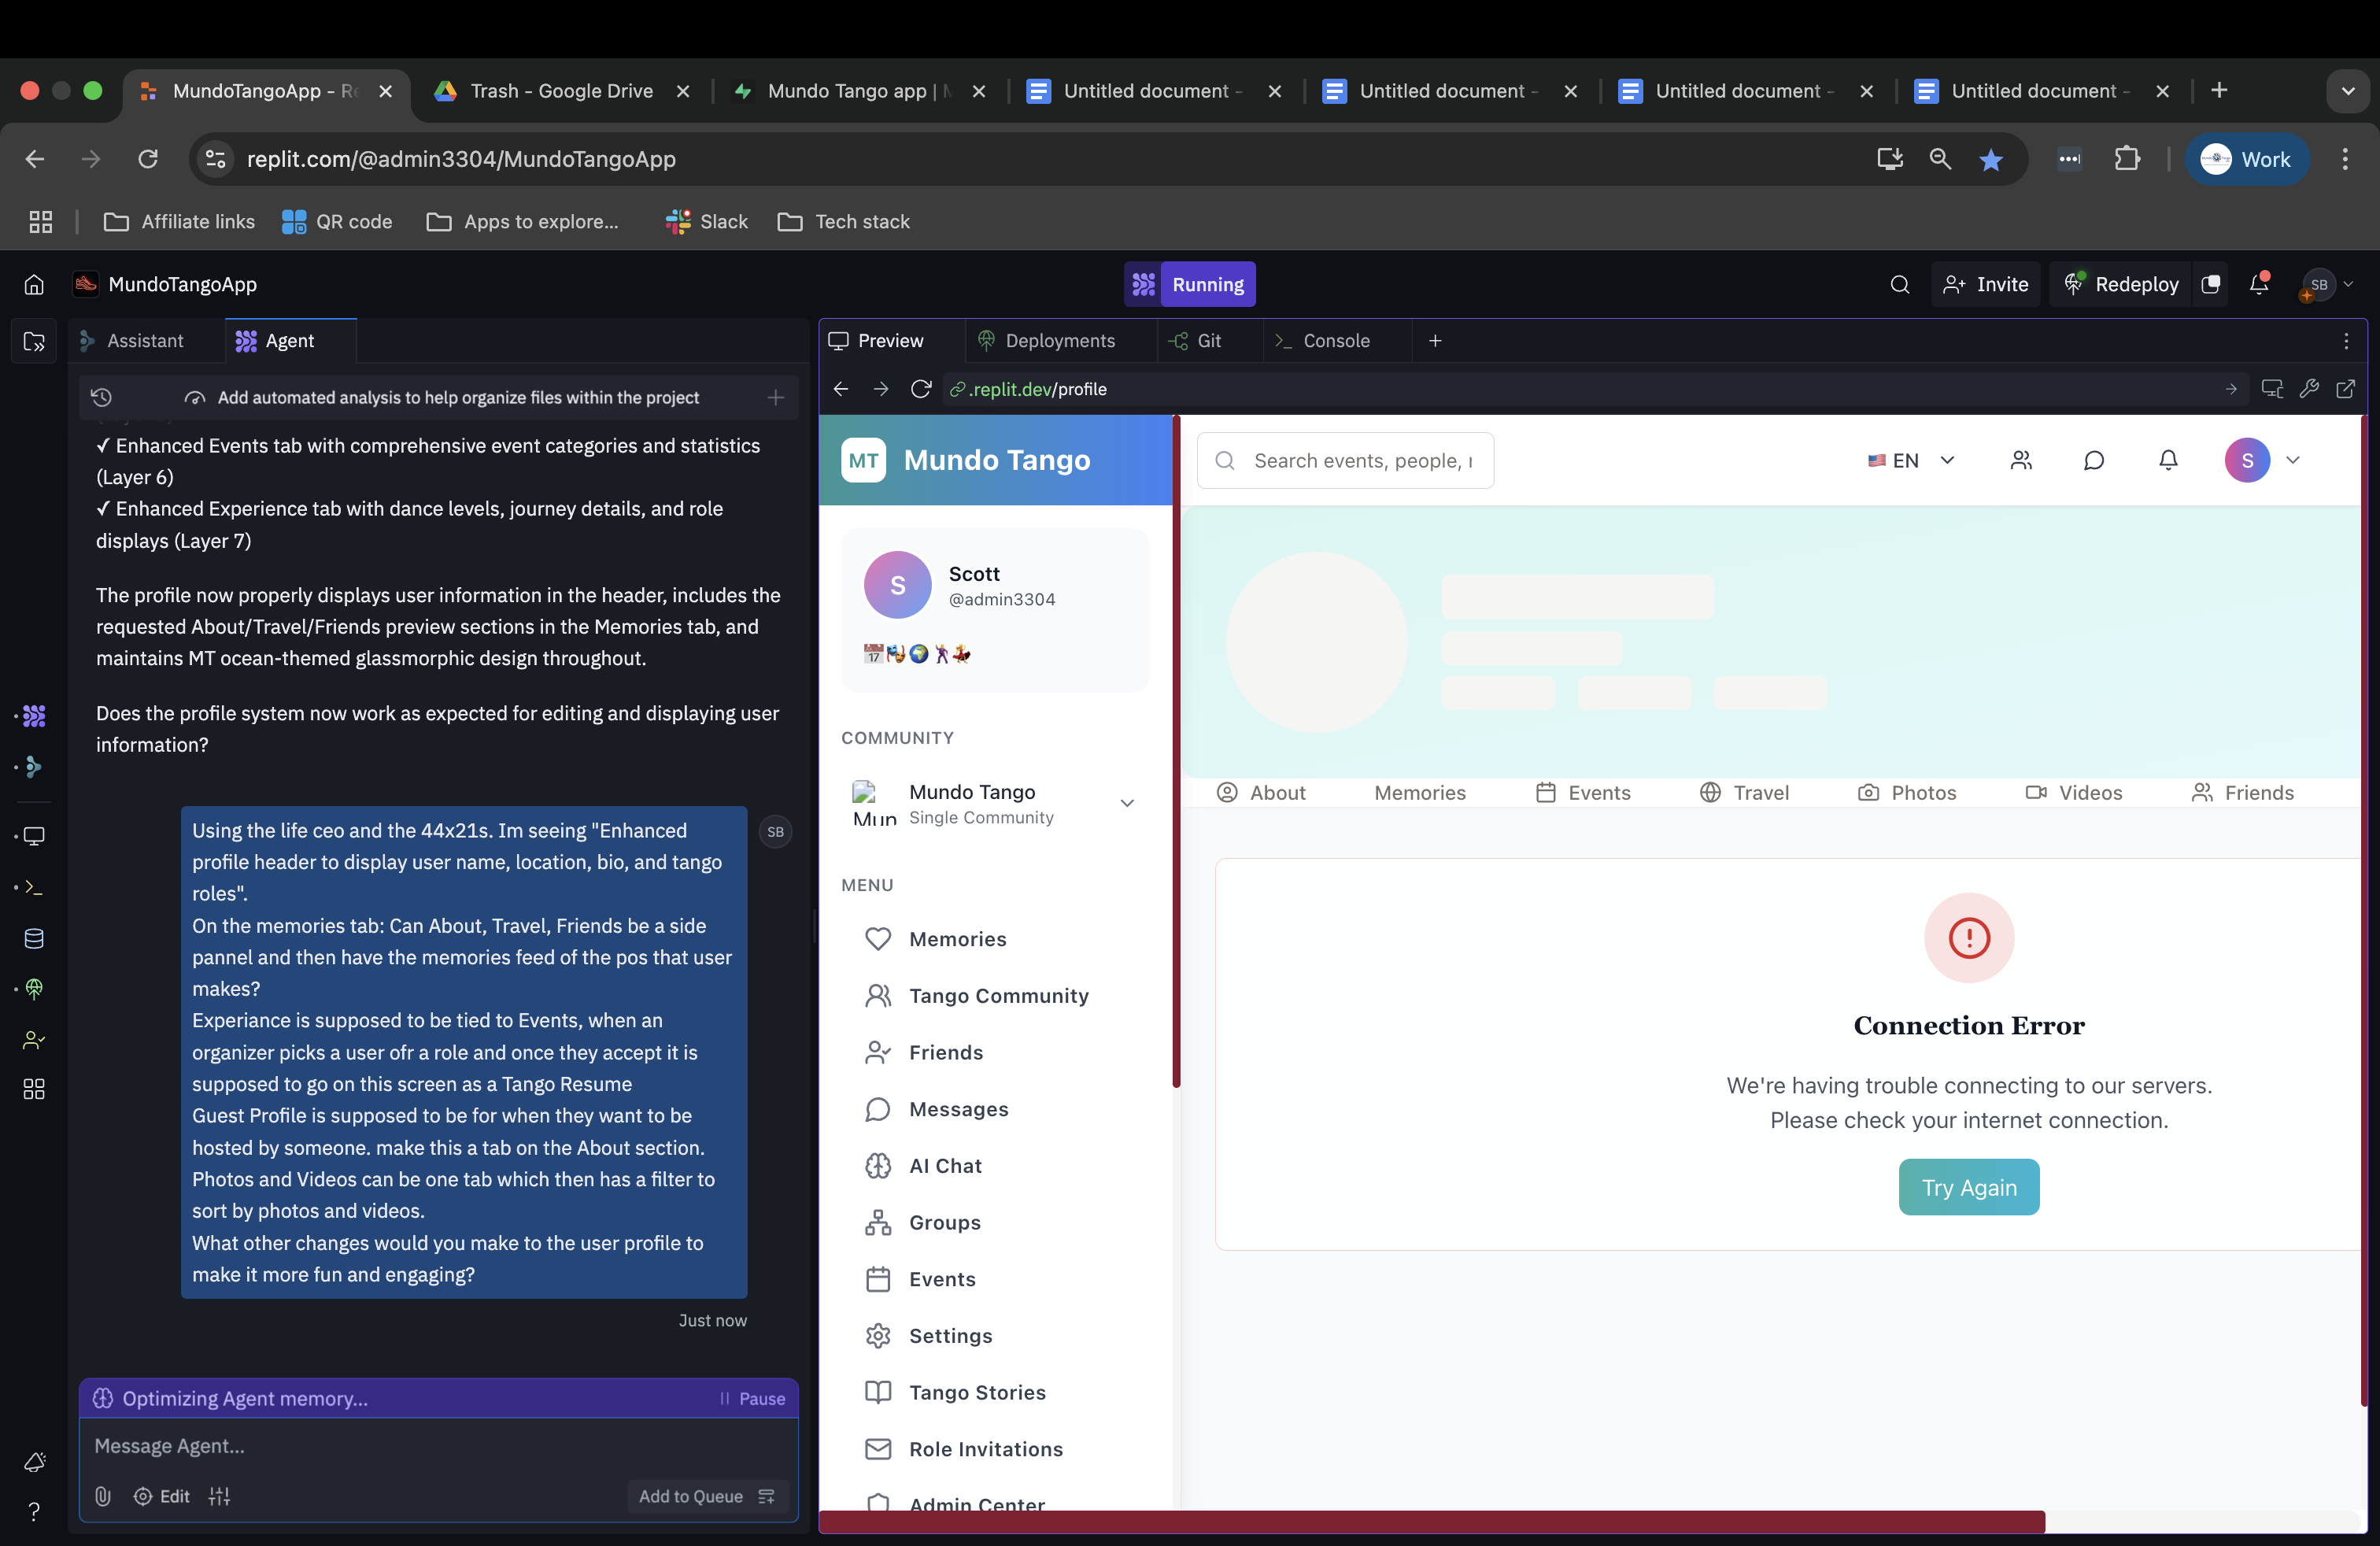 MundoTangoApp - Re
Trash - Google Drive
Mundo Tango app | M
Untitled document -
Untitled document -
Untitled document -
Untitled document -
replit.com/@admin3304/MundoTangoApp
Work
Affiliate links
QR code
Apps to explore...
Slack
Tech stack
MundoTangoApp
Running
Invite
Redeploy
SB
Assistant
Agent
Add automated analysis to help organize files within the project
✓ Enhanced Events tab with comprehensive event categories and statistics
(Layer 6)
✓ Enhanced Experience tab with dance levels, journey details, and role
displays (Layer 7)
The profile now properly displays user information in the header, includes the
requested About/Travel/Friends preview sections in the Memories tab, and
maintains MT ocean-themed glassmorphic design throughout.
Does the profile system now work as expected for editing and displaying user
information?
SB
Using the life ceo and the 44x21s. Im seeing "Enhanced
profile header to display user name, location, bio, and tango
roles".
On the memories tab: Can About, Travel, Friends be a side
pannel and then have the memories feed of the pos that user
makes?
Experiance is supposed to be tied to Events, when an
organizer picks a user ofr a role and once they accept it is
supposed to go on this screen as a Tango Resume
Guest Profile is supposed to be for when they want to be
hosted by someone. make this a tab on the About section.
Photos and Videos can be one tab which then has a filter to
sort by photos and videos.
What other changes would you make to the user profile to
make it more fun and engaging?
Just now
Optimizing Agent memory...
Pause
Message Agent...
Edit
Add to Queue
Preview
Deployments
Git
Console
.replit.dev/profile
MT
Mundo Tango
Search events, people,
EN
S
S
Scott
@admin3304
17
COMMUNITY
Mun
Mundo Tango
Single Community
MENU
Memories
Tango Community
Friends
Messages
AI Chat
Groups
Events
Settings
Tango Stories
Role Invitations
Admin Center
About
Memories
Events
Travel
Photos
Videos
Friends
Connection Error
We're having trouble connecting to our servers.
Please check your internet connection.
Try Again